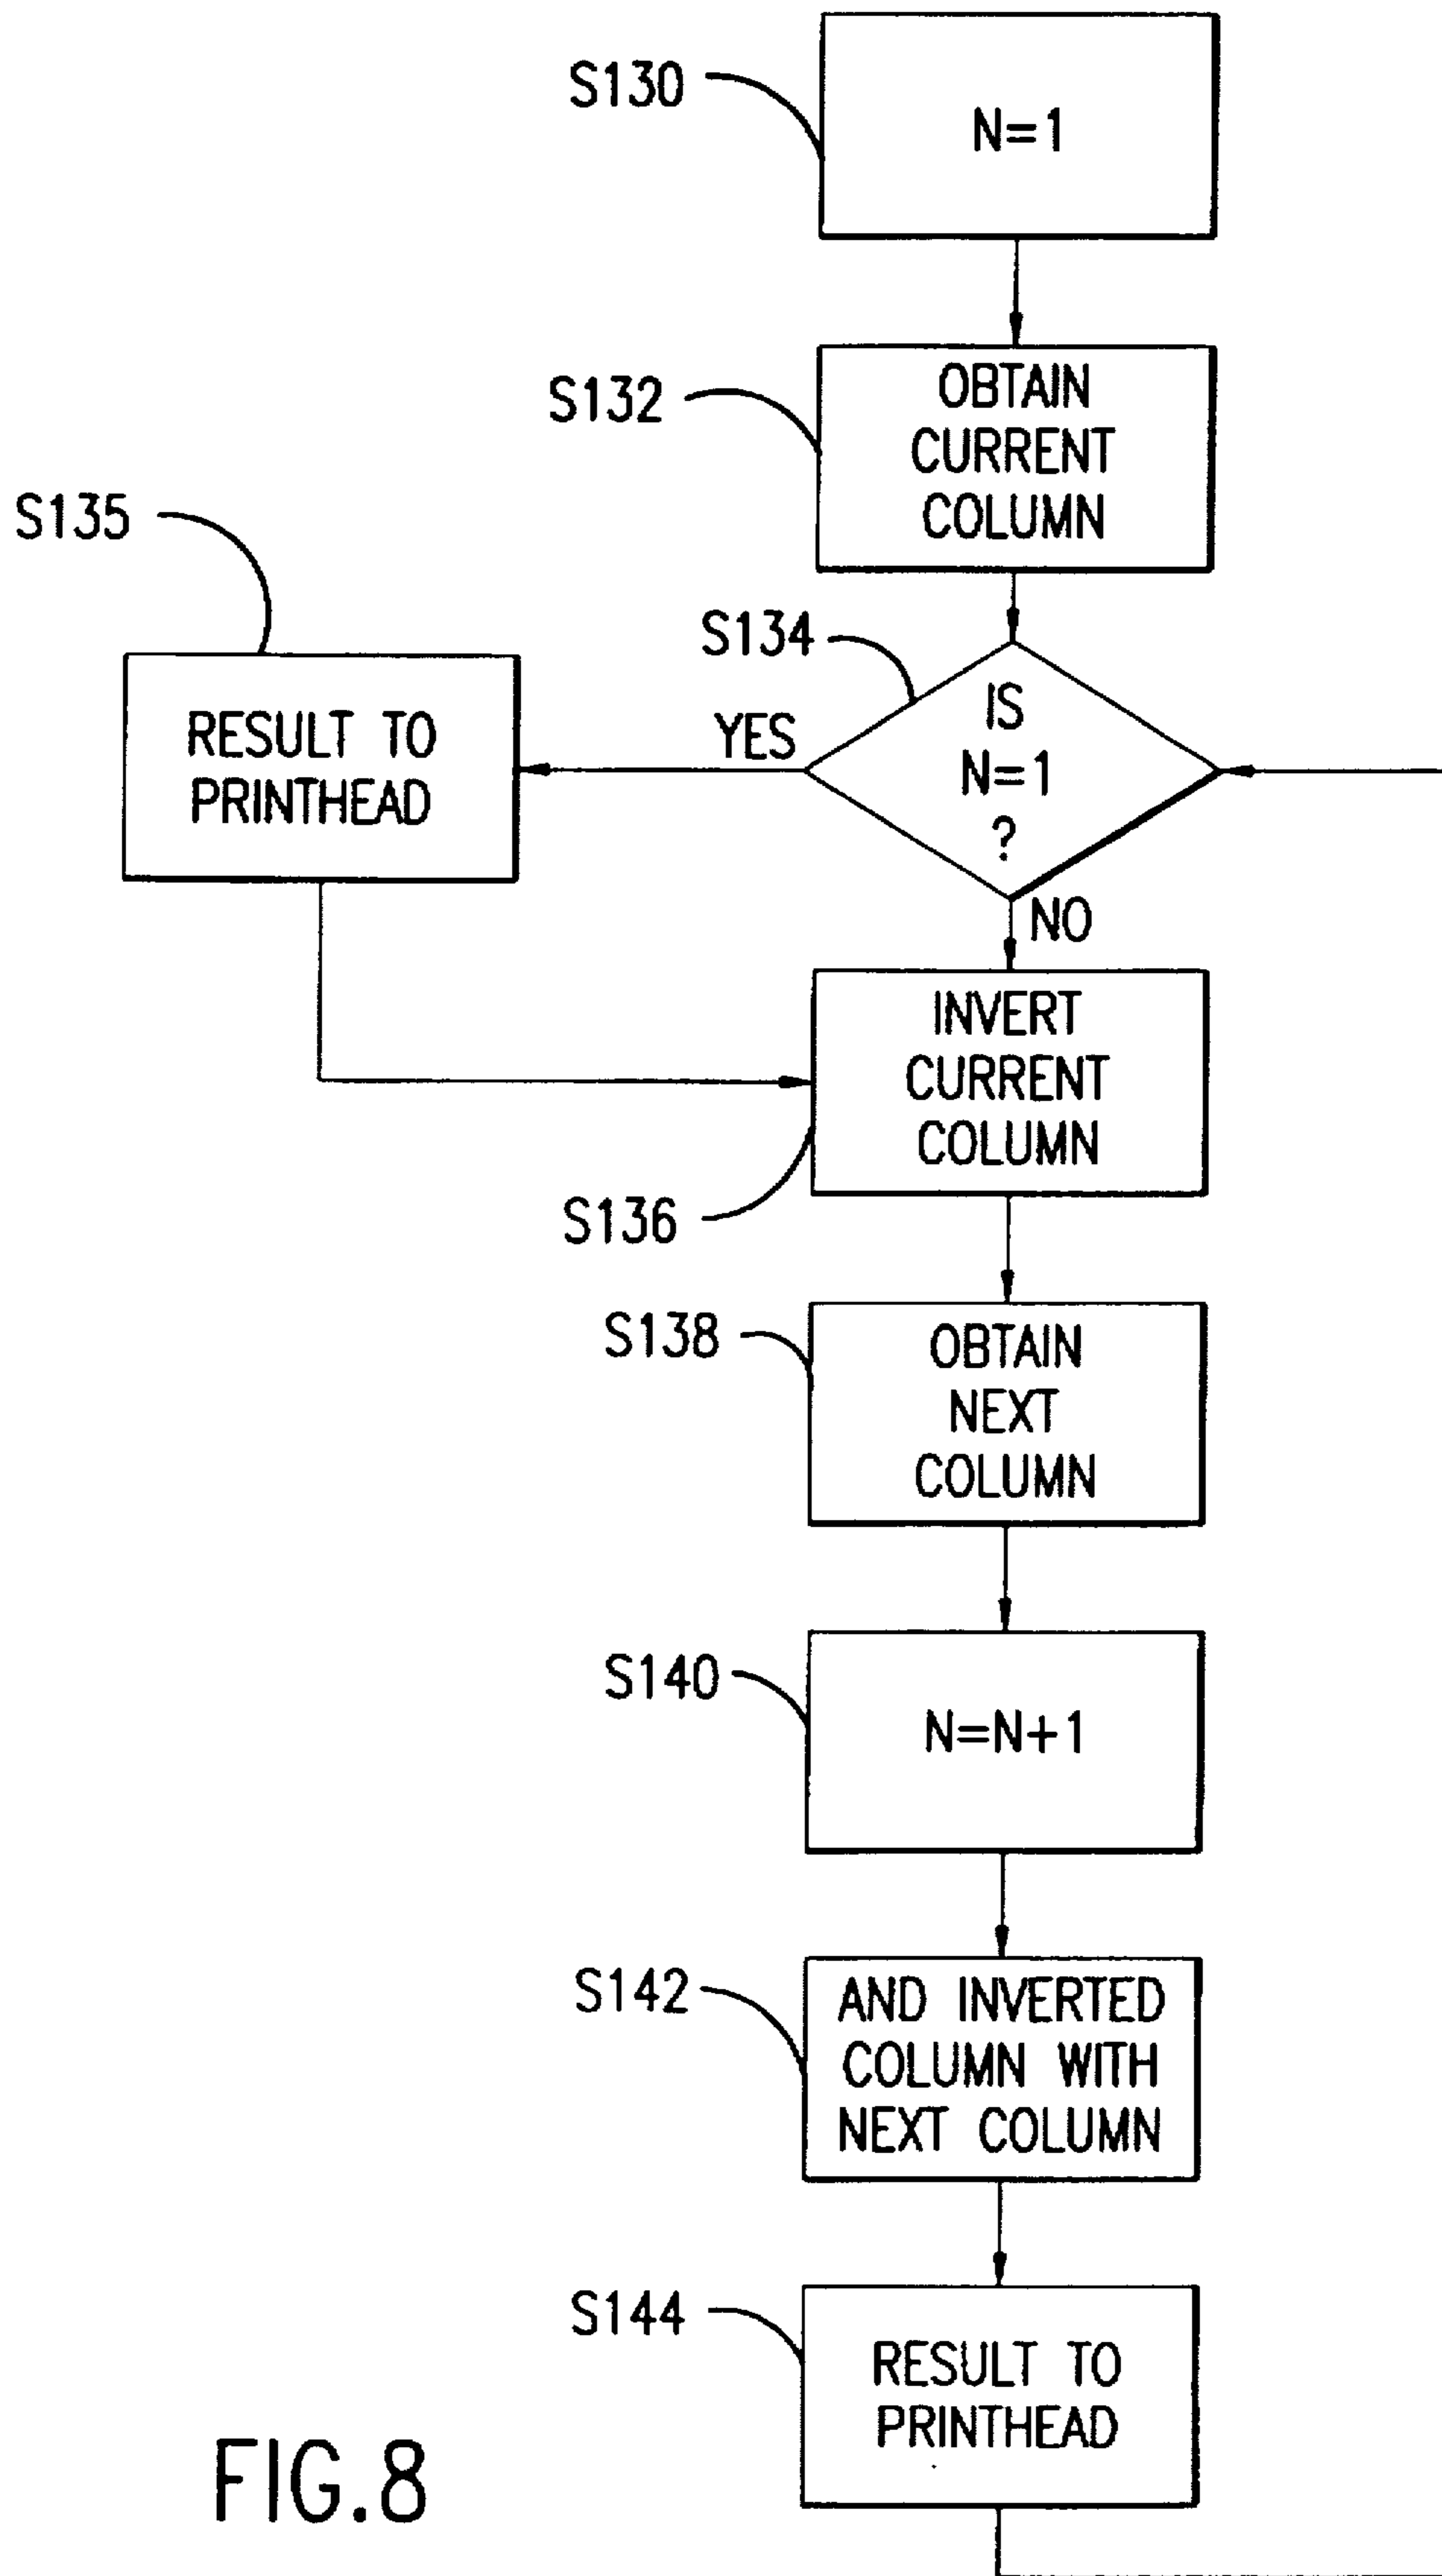 S130
N=1
S132
OBTAIN
CURRENT
COLUMN
S135
S134
RESULT TO
PRINTHEAD
YES
IS
N=1
?
NO
INVERT
CURRENT
COLUMN
S136
S138
OBTAIN
NEXT
COLUMN
S140
N=N+1
S142
AND INVERTED
COLUMN WITH
NEXT COLUMN
S144
RESULT TO
PRINTHEAD
FIG.8